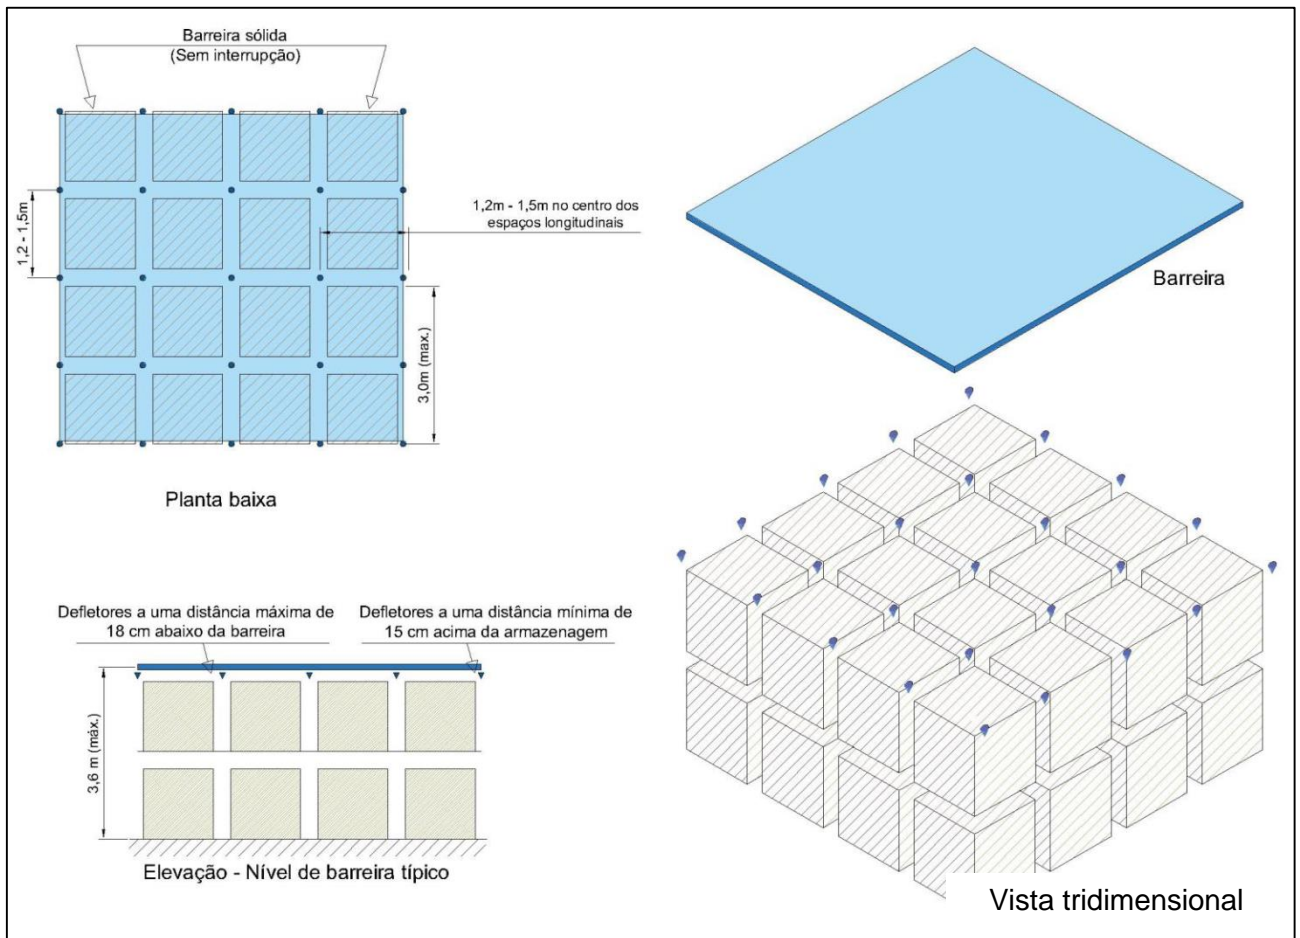 Barreira sólida
(Sem interrupção)
1,2 - 1,5m
1,2m - 1,5m no centro dos
espaços longitudinais
3,0m (max.)
Planta baixa
Barreira
Defletores a uma distância máxima de
18 cm abaixo da barreira
Defletores a uma distância mínima de
15 cm acima da armazenagem
3,6 m (máx.)
Elevação - Nível de barreira típico
Vista tridimensional